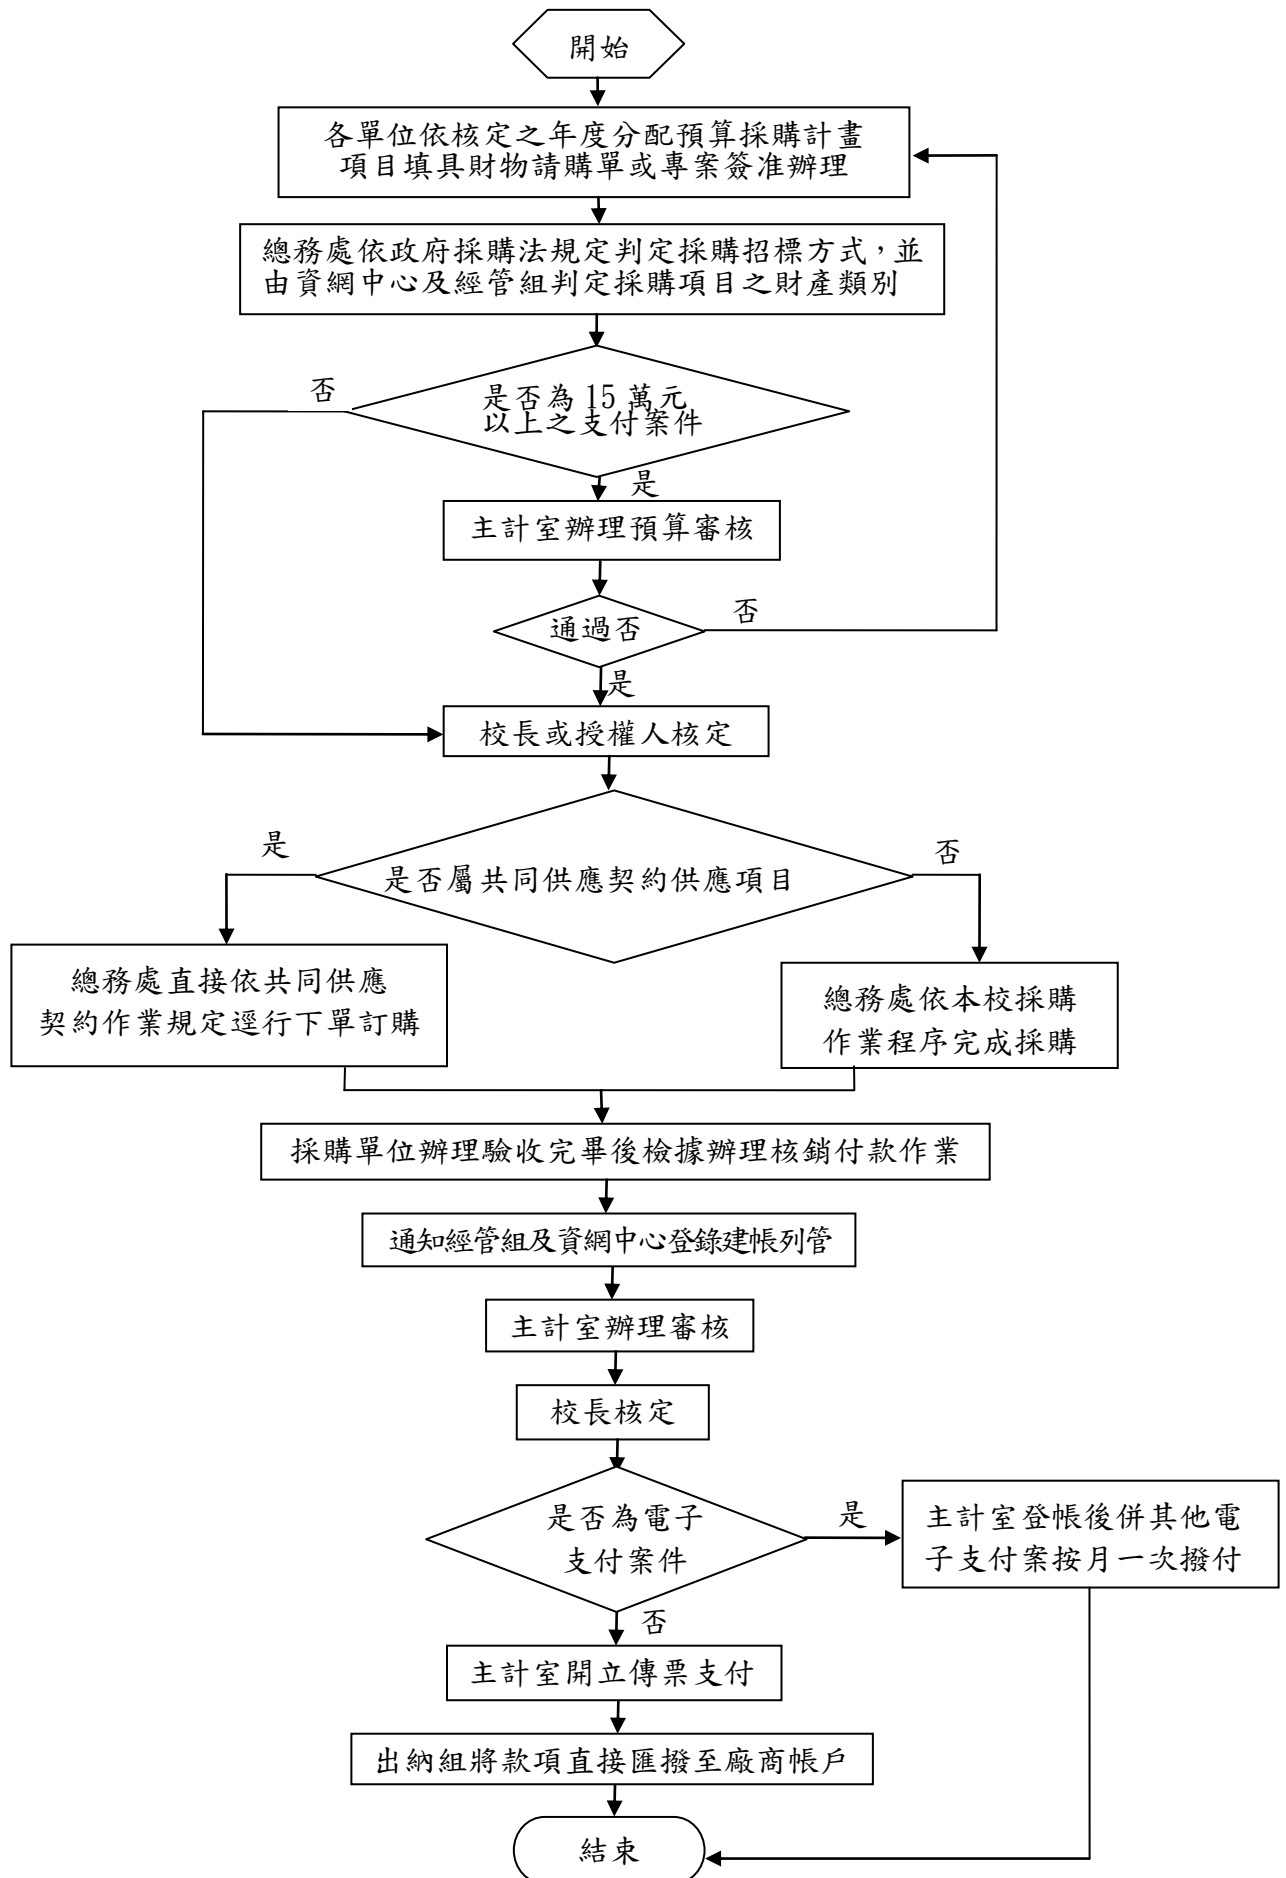 開始
各單位依核定之年度分配預算採購計畫
項目填具財物請購單或專案簽准辦理
總務處依政府採購法規定判定採購招標方式，並
由資網中心及經管組判定採購項目之財產類別
否
是否為 15 萬元
以上之支付案件
是
主計室辦理預算審核
通過否
否
是
校長或授權人核定
是
是否屬共同供應契約供應項目
否
總務處直接依共同供應
契約作業規定逕行下單訂購
總務處依本校採購
作業程序完成採購
採購單位辦理驗收完畢後檢據辦理核銷付款作業
通知經管組及資網中心登錄建帳列管
主計室辦理審核
校長核定
是否為電子
支付案件
是
主計室登帳後併其他電
子支付案按月一次撥付
否
主計室開立傳票支付
出納組將款項直接匯撥至廠商帳戶
結束